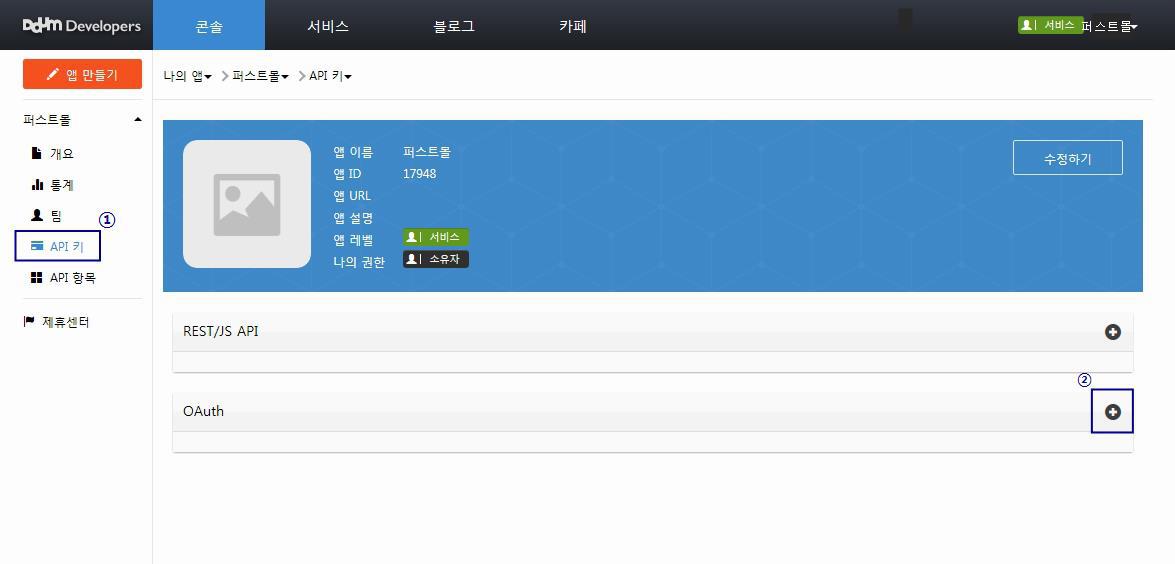 Daum Developers
콘솔
서비스
블로그
카페
서비스 퍼스트몰
앱 만들기
나의 앱 퍼스트몰 API 키
퍼스트몰
개요
통계
팀
①
API 키
API 항목
제휴센터
앱 이름 퍼스트몰
앱 ID 17948
앱 URL
앱 설명
앱 레벨 서비스
나의 권한 소유자
수정하기
REST/JS API
②
OAuth